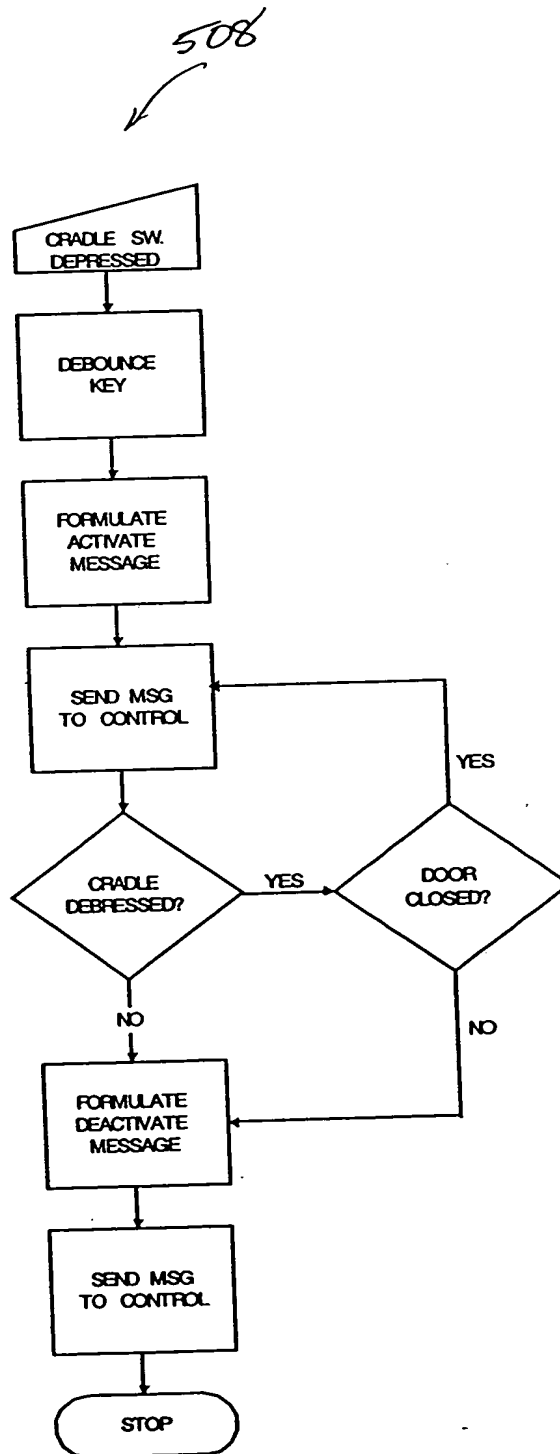 508
CRADLE SW.
DEPRESSED
DEBOUNCE
KEY
FORMULATE
ACTIVATE
MESSAGE
SEND MSG
TO CONTROL
YES
CRADLE
DEBRESSED?
YES
DOOR
CLOSED?
NO
NO
FORMULATE
DEACTIVATE
MESSAGE
SEND MSG
TO CONTROL
STOP